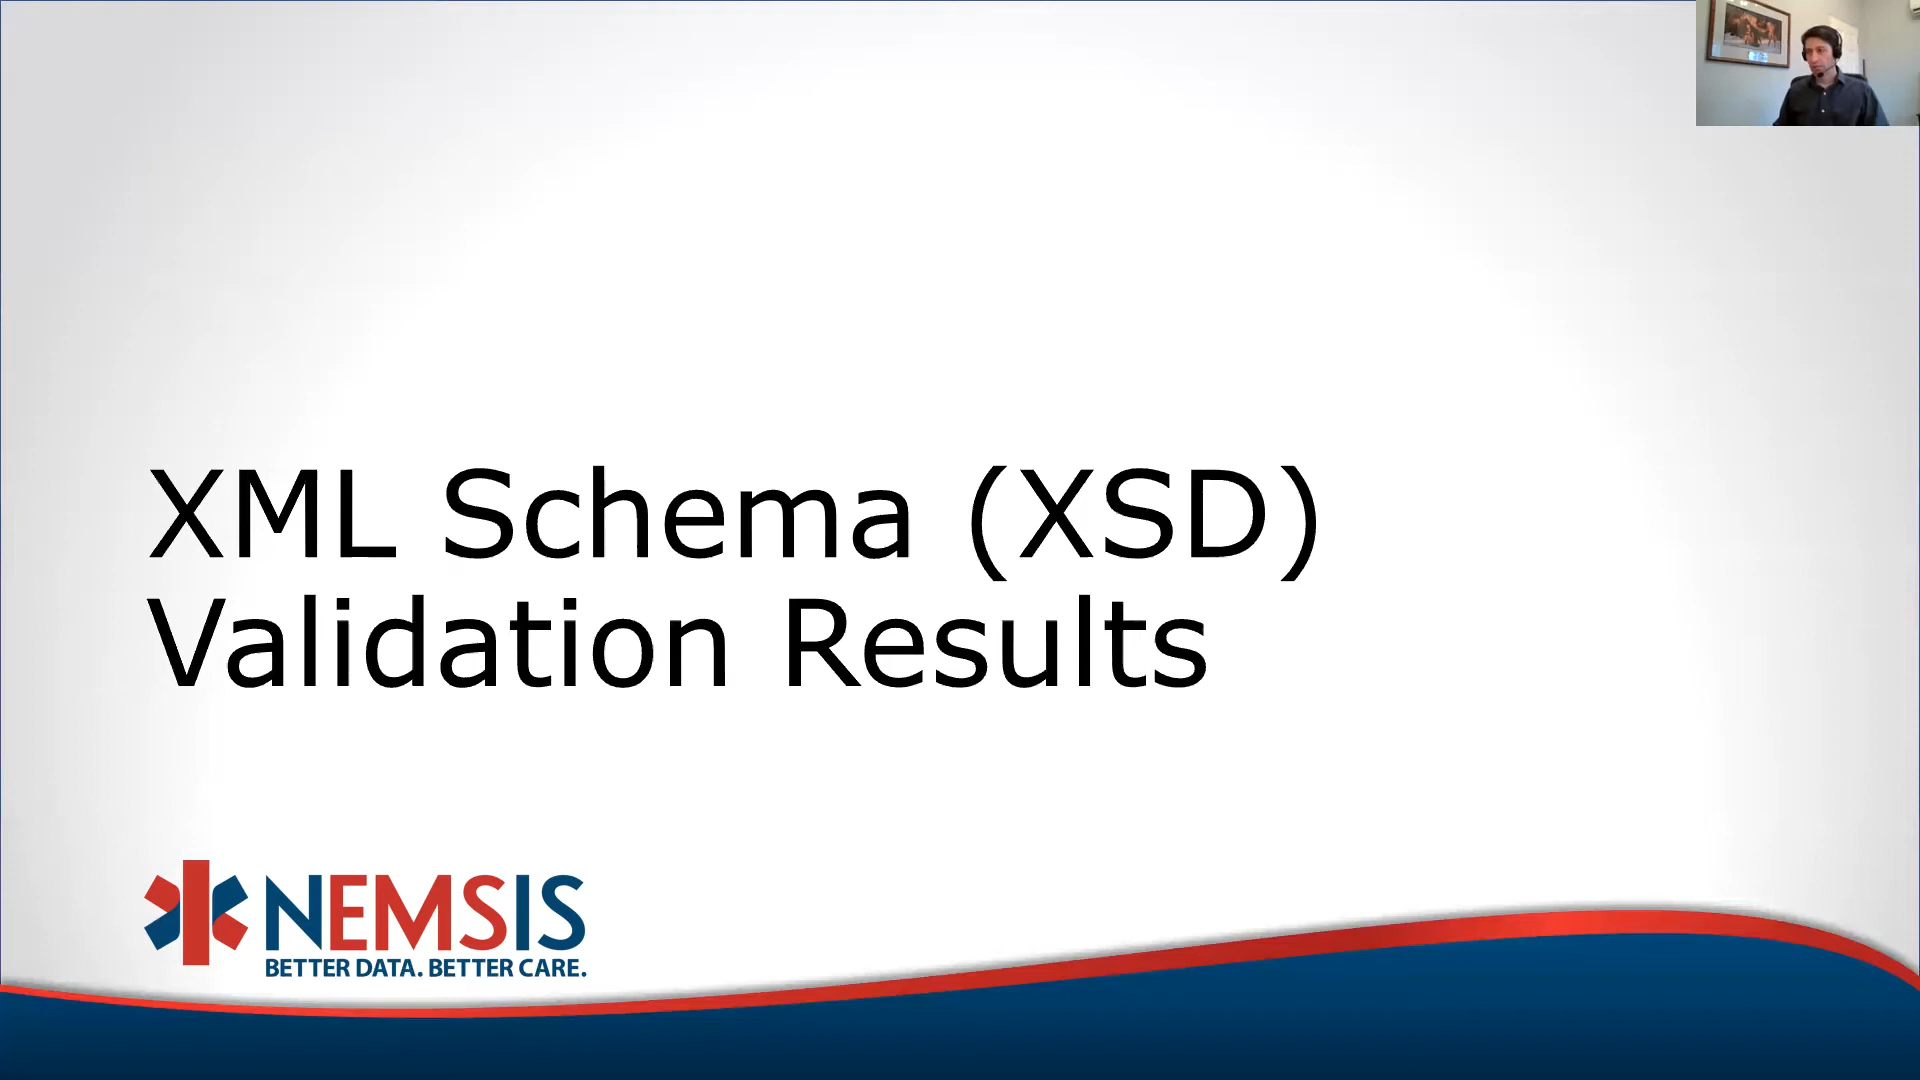 XML Schema (XSD)
Validation Results
NEMSIS
BETTER DATA. BETTER CARE.